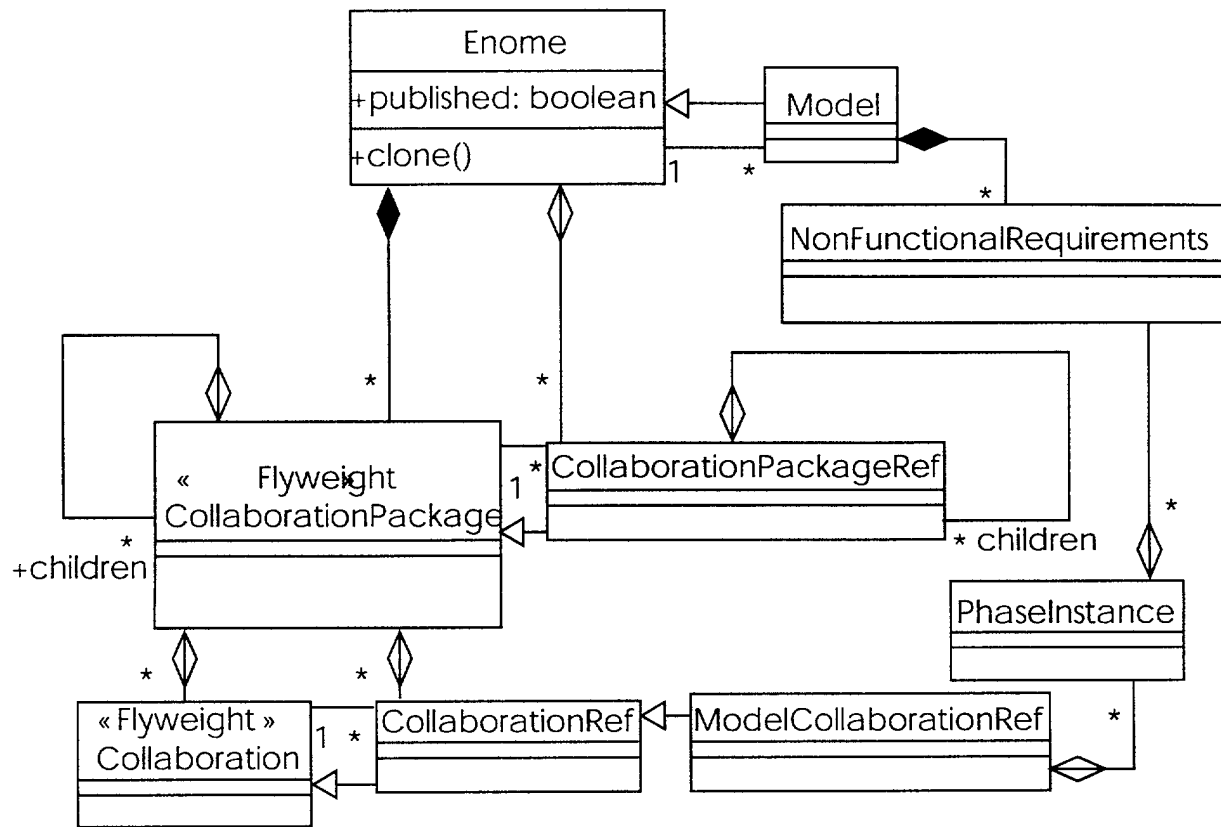 Enome
+published: boolean
+clone()
Model
1
*
*
NonFunctionalRequirements
*
*
« Flyweight »
CollaborationPackage
*
1
CollaborationPackageRef
*
+children
* children
*
PhaseInstance
*
*
« Flyweight »
Collaboration
1
*
CollaborationRef
ModelCollaborationRef
*